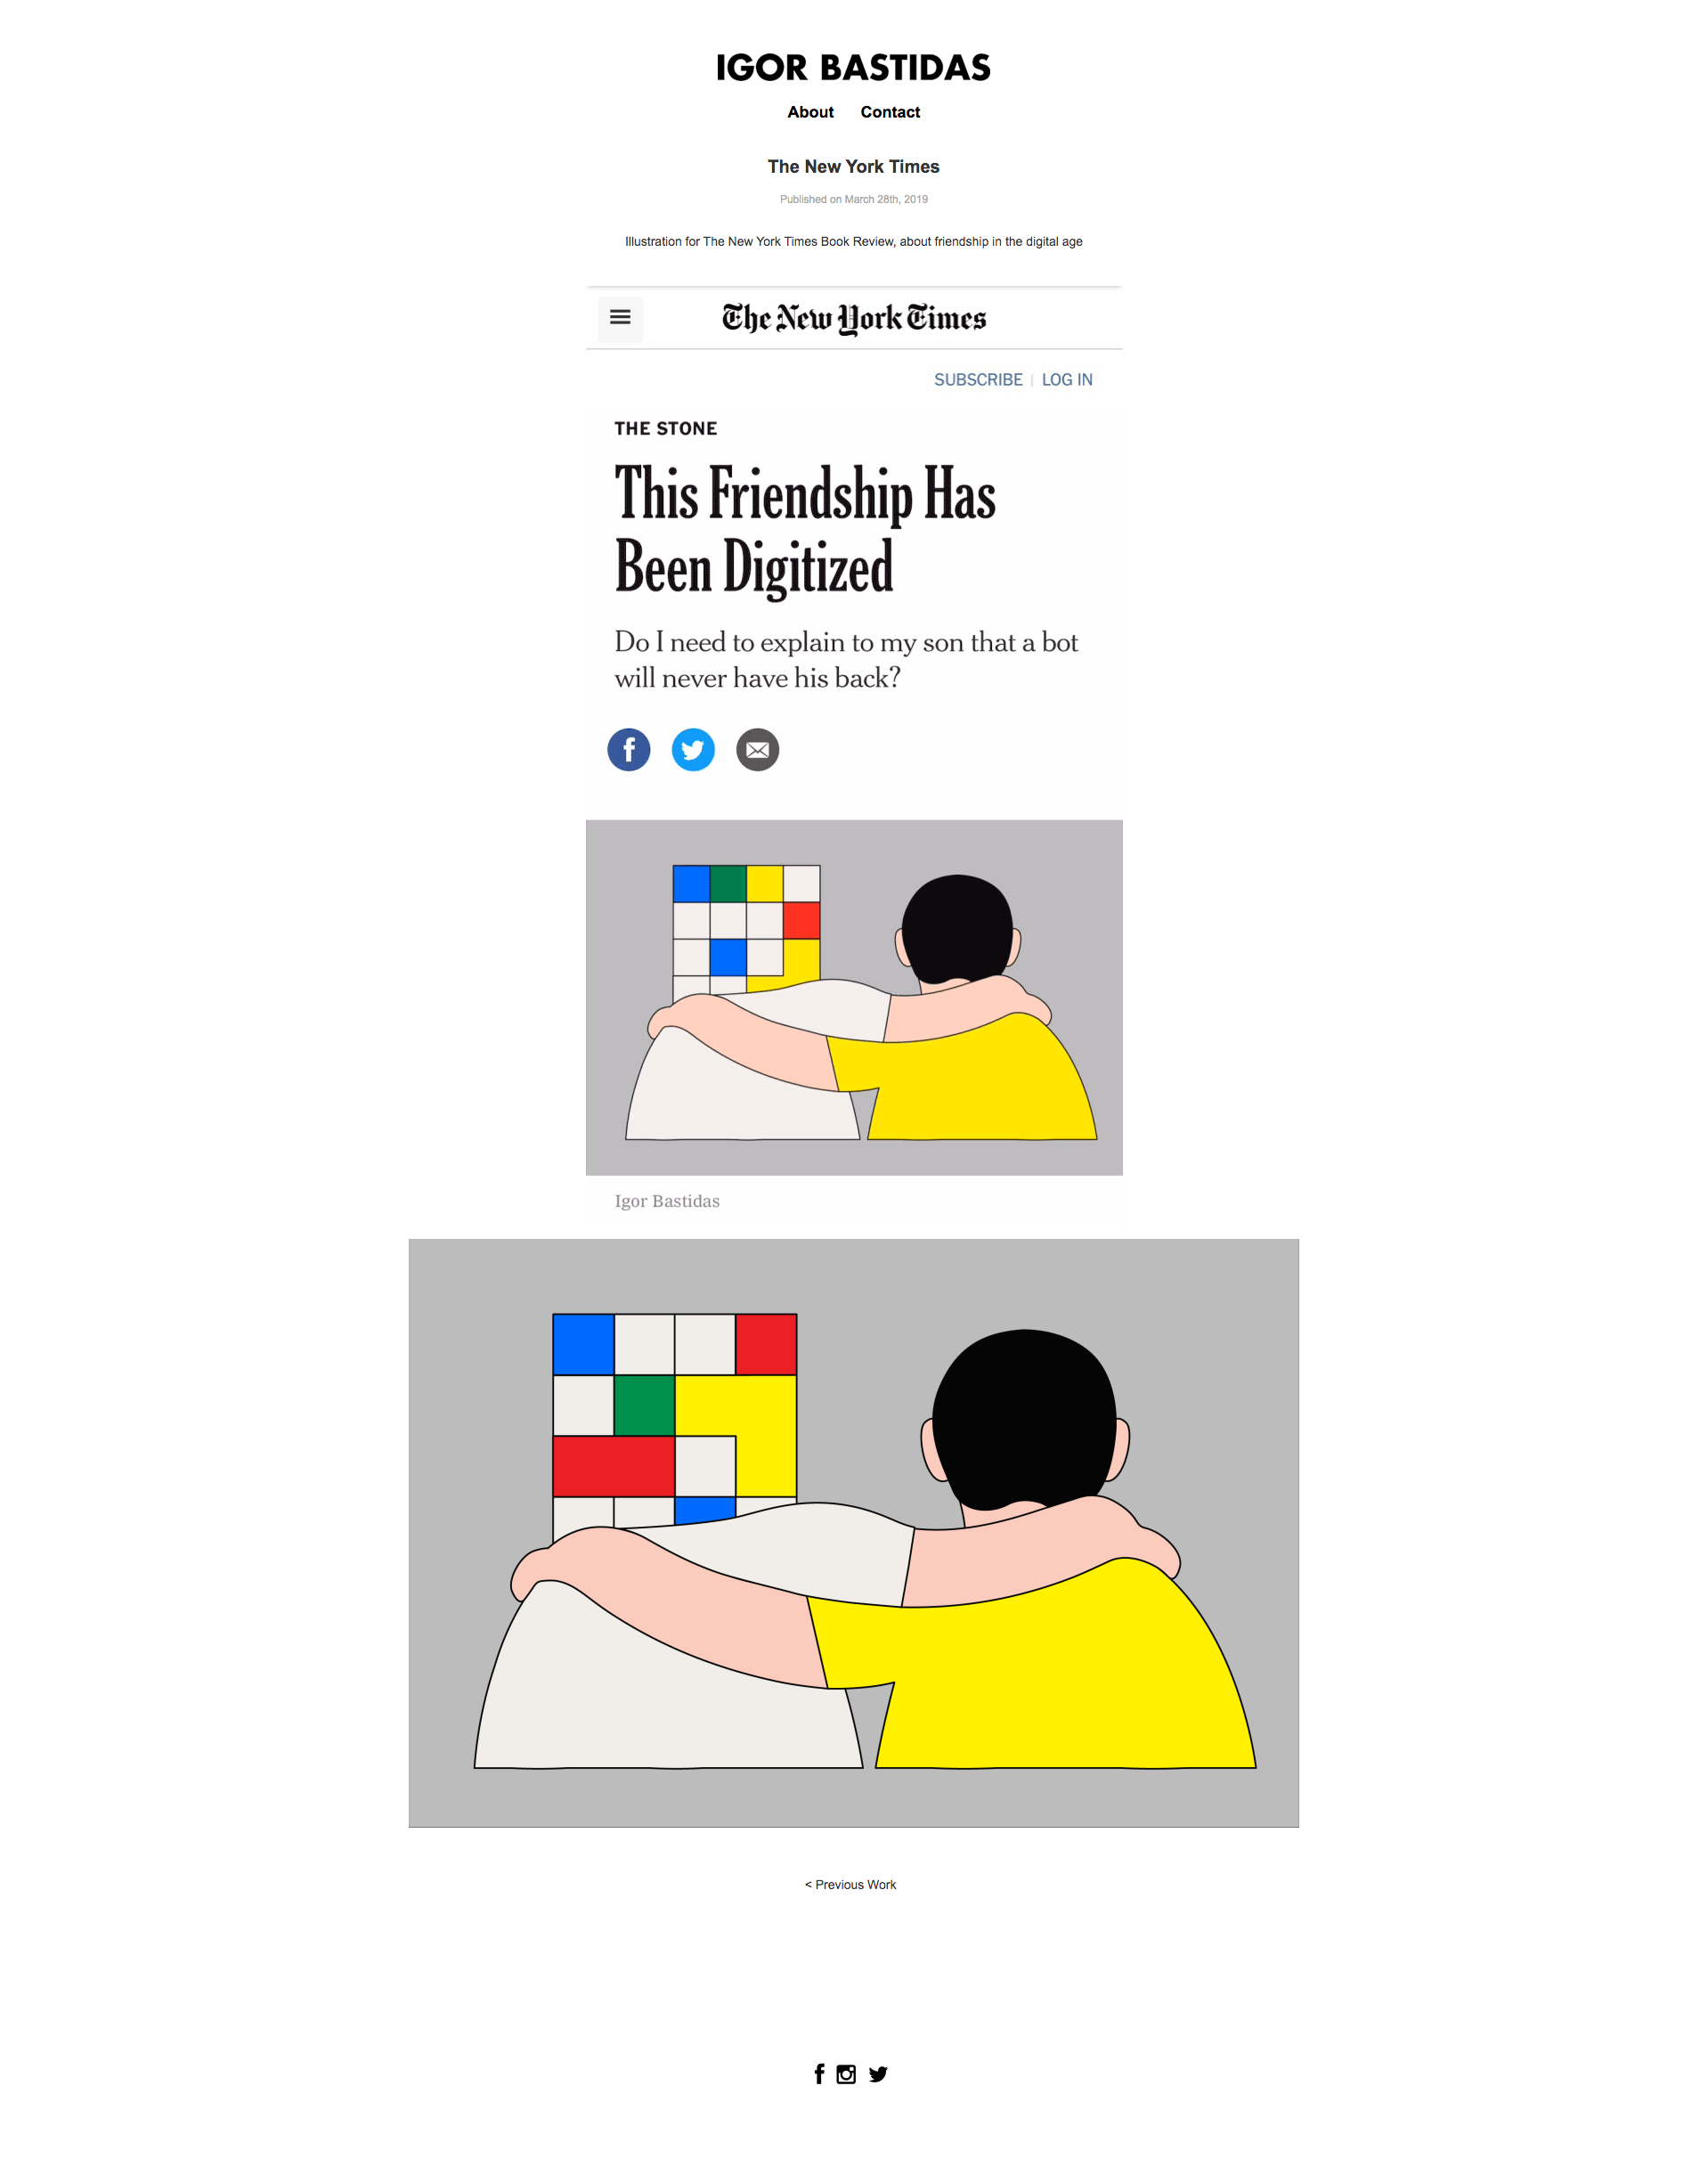 IGOR BASTIDAS
About Contact
The New York Times
Published on March 28th, 2019
Illustration for The New York Times Book Review, about friendship in the digital age
The New York Times
SUBSCRIBE | LOG IN
THE STONE
This Friendship Has
Been Digitized
Do I need to explain to my son that a bot
will never have his back?
Igor Bastidas
< Previous Work